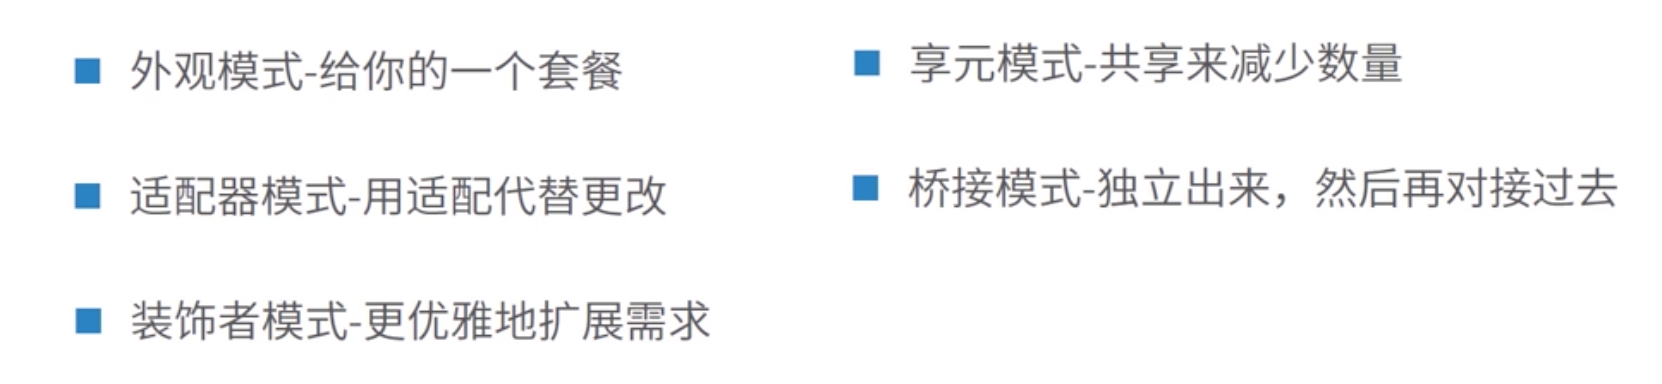 外观模式-给你的一个套餐
适配器模式-用适配代替更改
装饰者模式-更优雅地扩展需求
享元模式-共享来减少数量
桥接模式-独立出来，然后再对接过去